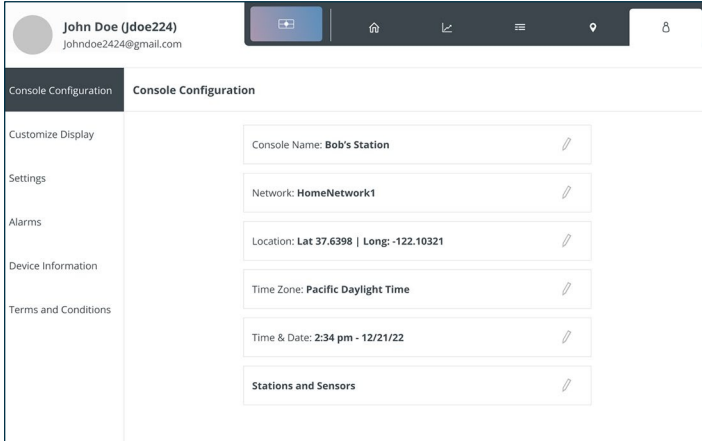 John Doe (Jdoe224)
Johndoe2424@gmail.com
Console Configuration
Customize Display
Settings
Alarms
Device Information
Terms and Conditions
Console Configuration
Console Name: Bob's Station
Network: HomeNetwork1
Location: Lat 37.6398 | Long: -122.10321
Time Zone: Pacific Daylight Time
Time & Date: 2:34 pm - 12/21/22
Stations and Sensors